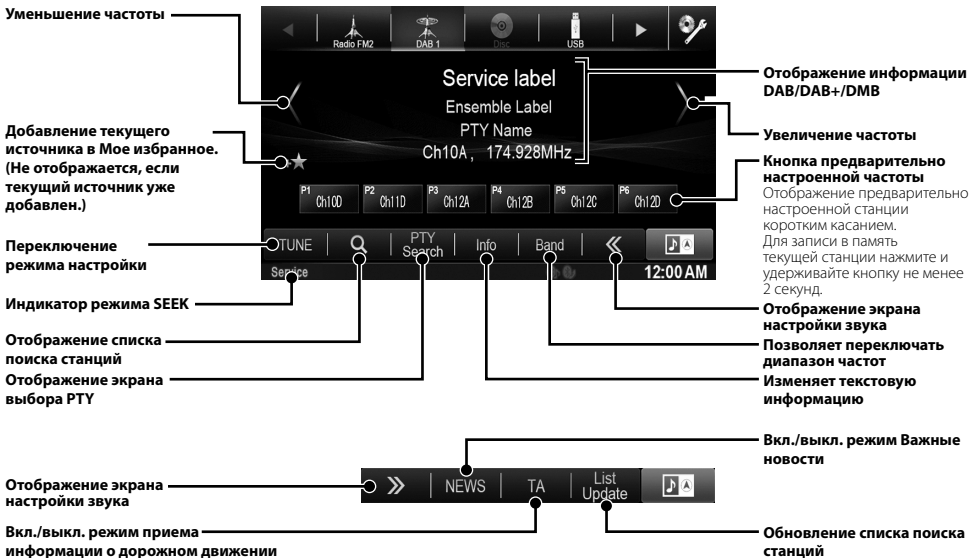 Уменьшение частоты
Добавление текущего
источника в Мое избранное.
(Не отображается, если
текущий источник уже
добавлен.)
Переключение
режима настройки
Индикатор режима SEEK
Отображение списка
поиска станций
Отображение экрана
выбора PTY
Radio FM2
DAB 1
Disc
USB
Service label
Ensemble Label
PTY Name
Ch10A , 174.928MHz
P1 Ch10D
P2 Ch11D
P3 Ch12A
P4 Ch12B
P5 Ch12C
P6 Ch12D
TUNE
PTY
Search
Info
Band
Service
12:00 AM
Отображение информации
DAB/DAB+/DMB
Увеличение частоты
Кнопка предварительно
настроенной частоты
Отображение предварительно
настроенной станции
коротким касанием.
Для записи в память
текущей станции нажмите и
удерживайте кнопку не менее
2 секунд.
Отображение экрана
настройки звука
Позволяет переключать
диапазон частот
Изменяет текстовую
информацию
Вкл./выкл. режим Важные
новости
Отображение экрана
настройки звука
NEWS
TA
List
Update
Вкл./выкл. режим приема
информации о дорожном движении
Обновление списка поиска
станций